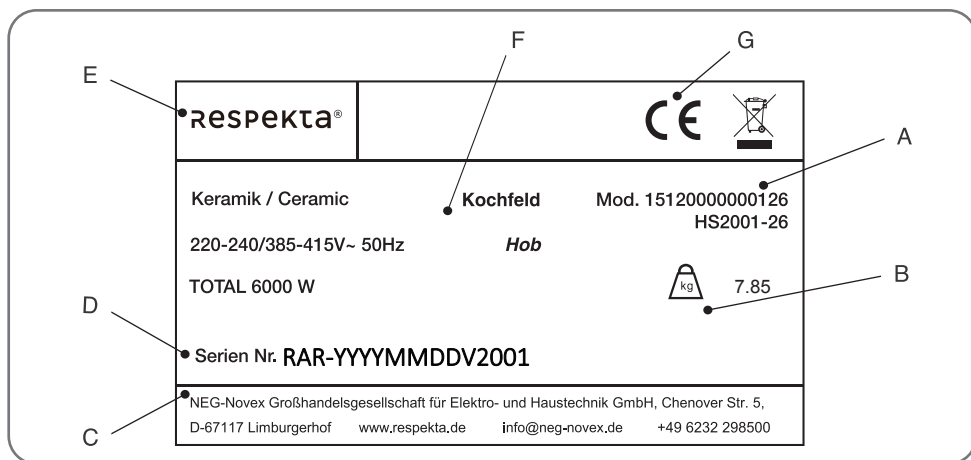 F
G
E
respekta®
CE
A
Keramik / Ceramic Kochfeld Mod. 15120000000126
HS2001-26
220-240/385-415V~ 50Hz Hob
TOTAL 6000 W kg 7.85
B
D
Serien Nr. RAR-YYYYMMDDV2001
NEG-Novex Großhandelsgesellschaft für Elektro- und Haustechnik GmbH, Chenover Str. 5,
D-67117 Limburgerhof www.respekta.de info@neg-novex.de +49 6232 298500
C